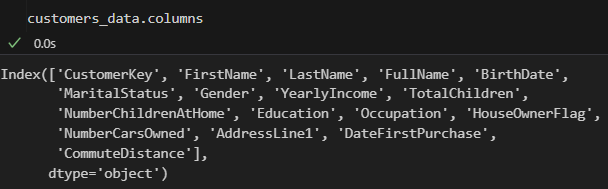 customers_data.columns
0.0s
Index(['CustomerKey', 'FirstName', 'LastName', 'FullName', 'BirthDate',
'MaritalStatus', 'Gender', 'YearlyIncome', 'TotalChildren',
'NumberChildrenAtHome', 'Education', 'Occupation', 'HouseOwnerFlag',
'NumberCarsOwned', 'AddressLine1', 'DateFirstPurchase',
'CommuteDistance'],
dtype='object')